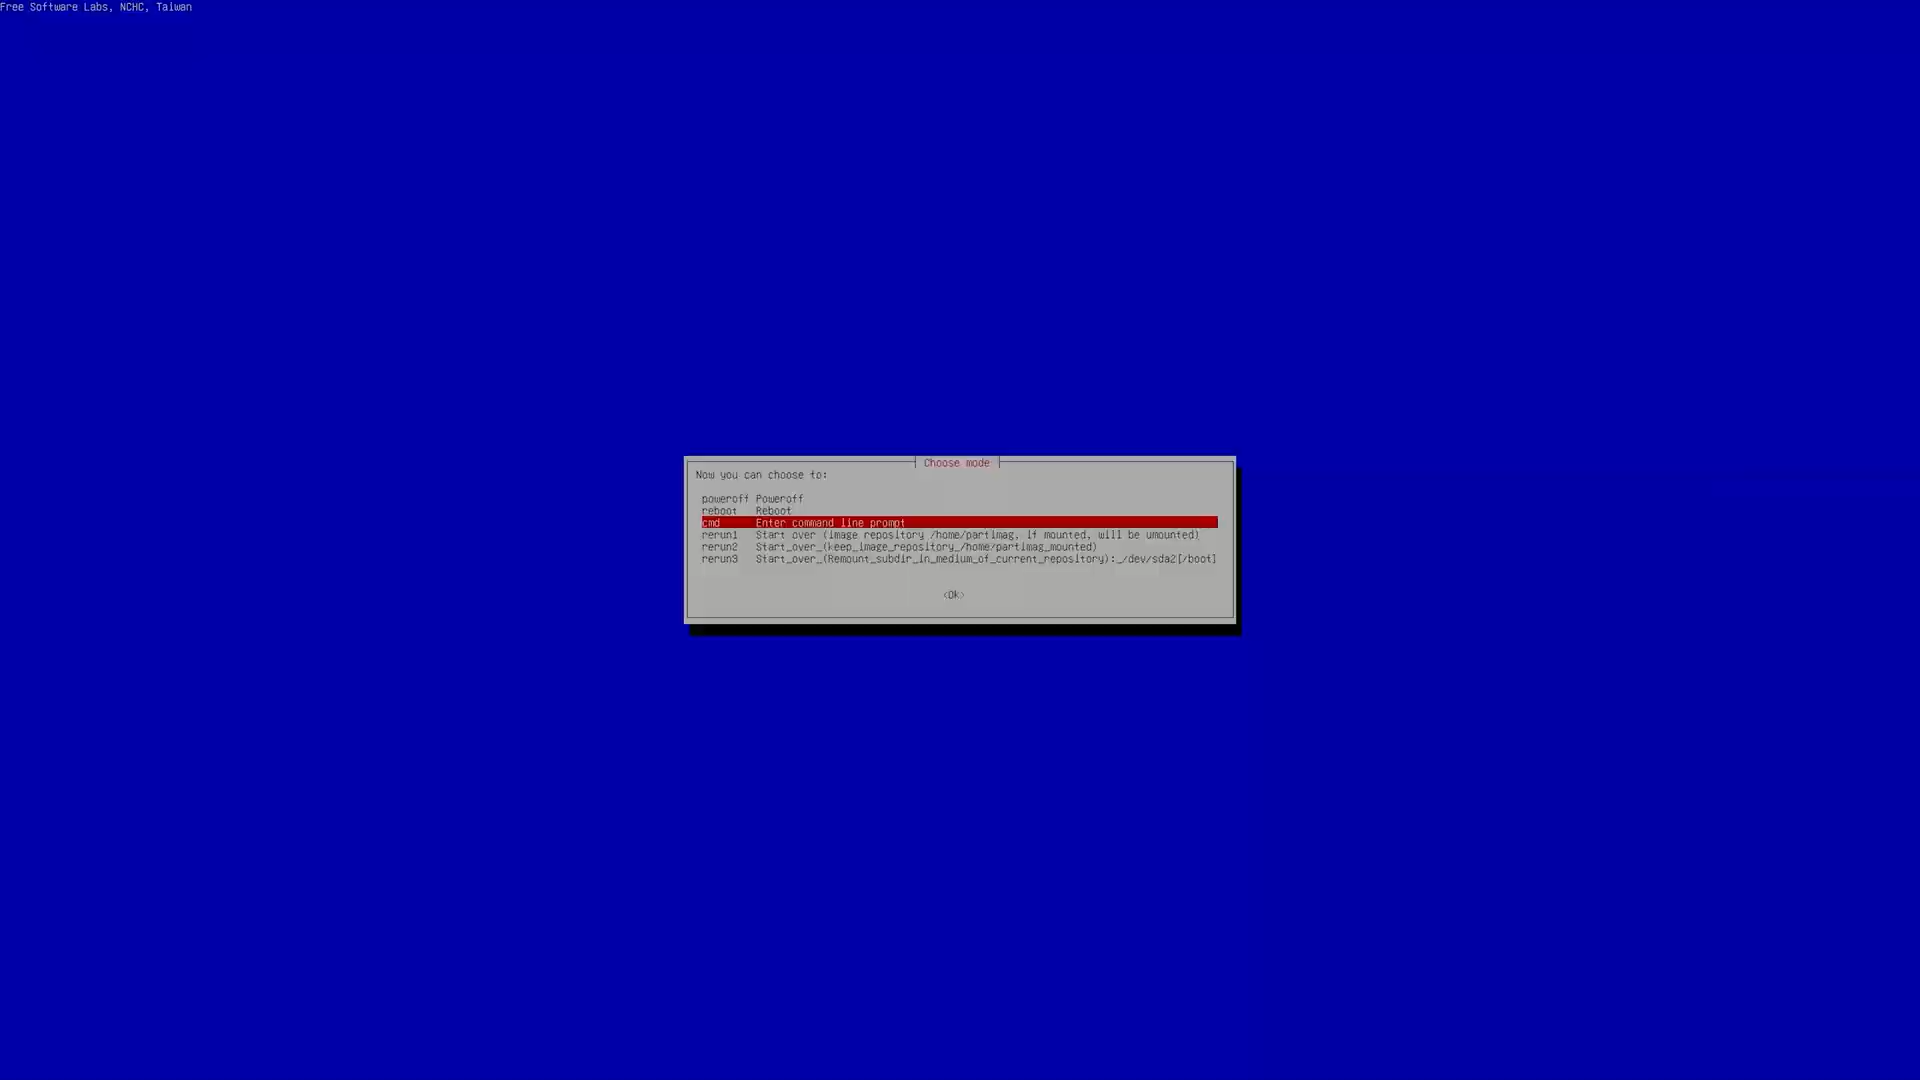 Free Software Labs, NCHC, Taiwan
Choose mode
Now you can choose to:
poweroff Poweroff
reboot Reboot
cmd Enter command line prompt
rerun1 Start over (image repository /home/partimag, if mounted, will be umounted)
rerun2 Start_over_(keep_image_repository_/home/partimag_mounted)
rerun3 Start_over_(Remount_subdir_in_medium_of_current_repository):_/dev/sda2[/boot]
<Ok>